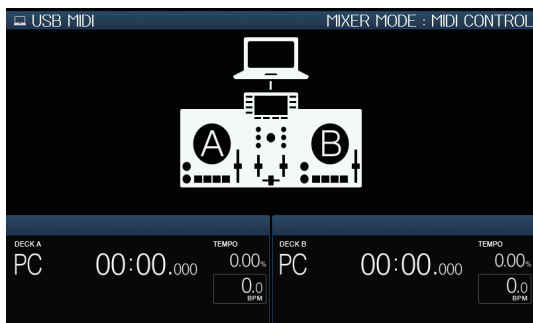 USB MIDI
MIXER MODE : MIDI CONTROL
A
B
DECK A
TEMPO
PC
00:00.000
0.00%
0.0
BPM
DECK B
TEMPO
PC
00:00.000
0.00%
0.0
BPM